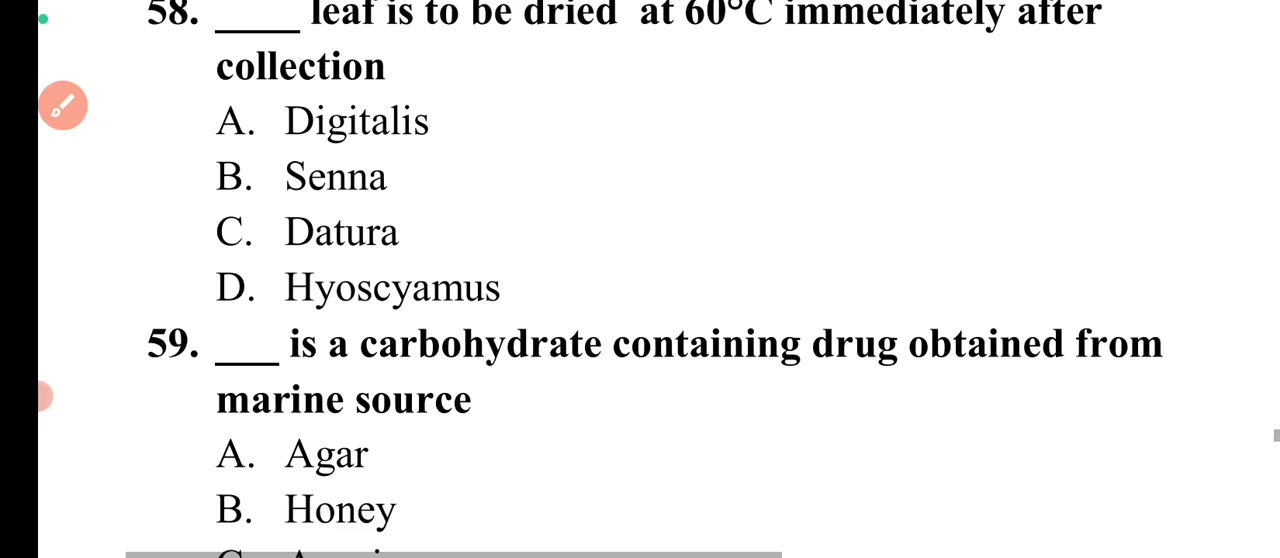 58. ____ leaf is to be dried at 60°C immediately after
collection
A. Digitalis
B. Senna
C. Datura
D. Hyoscyamus
59. ___ is a carbohydrate containing drug obtained from
marine source
A. Agar
B. Honey